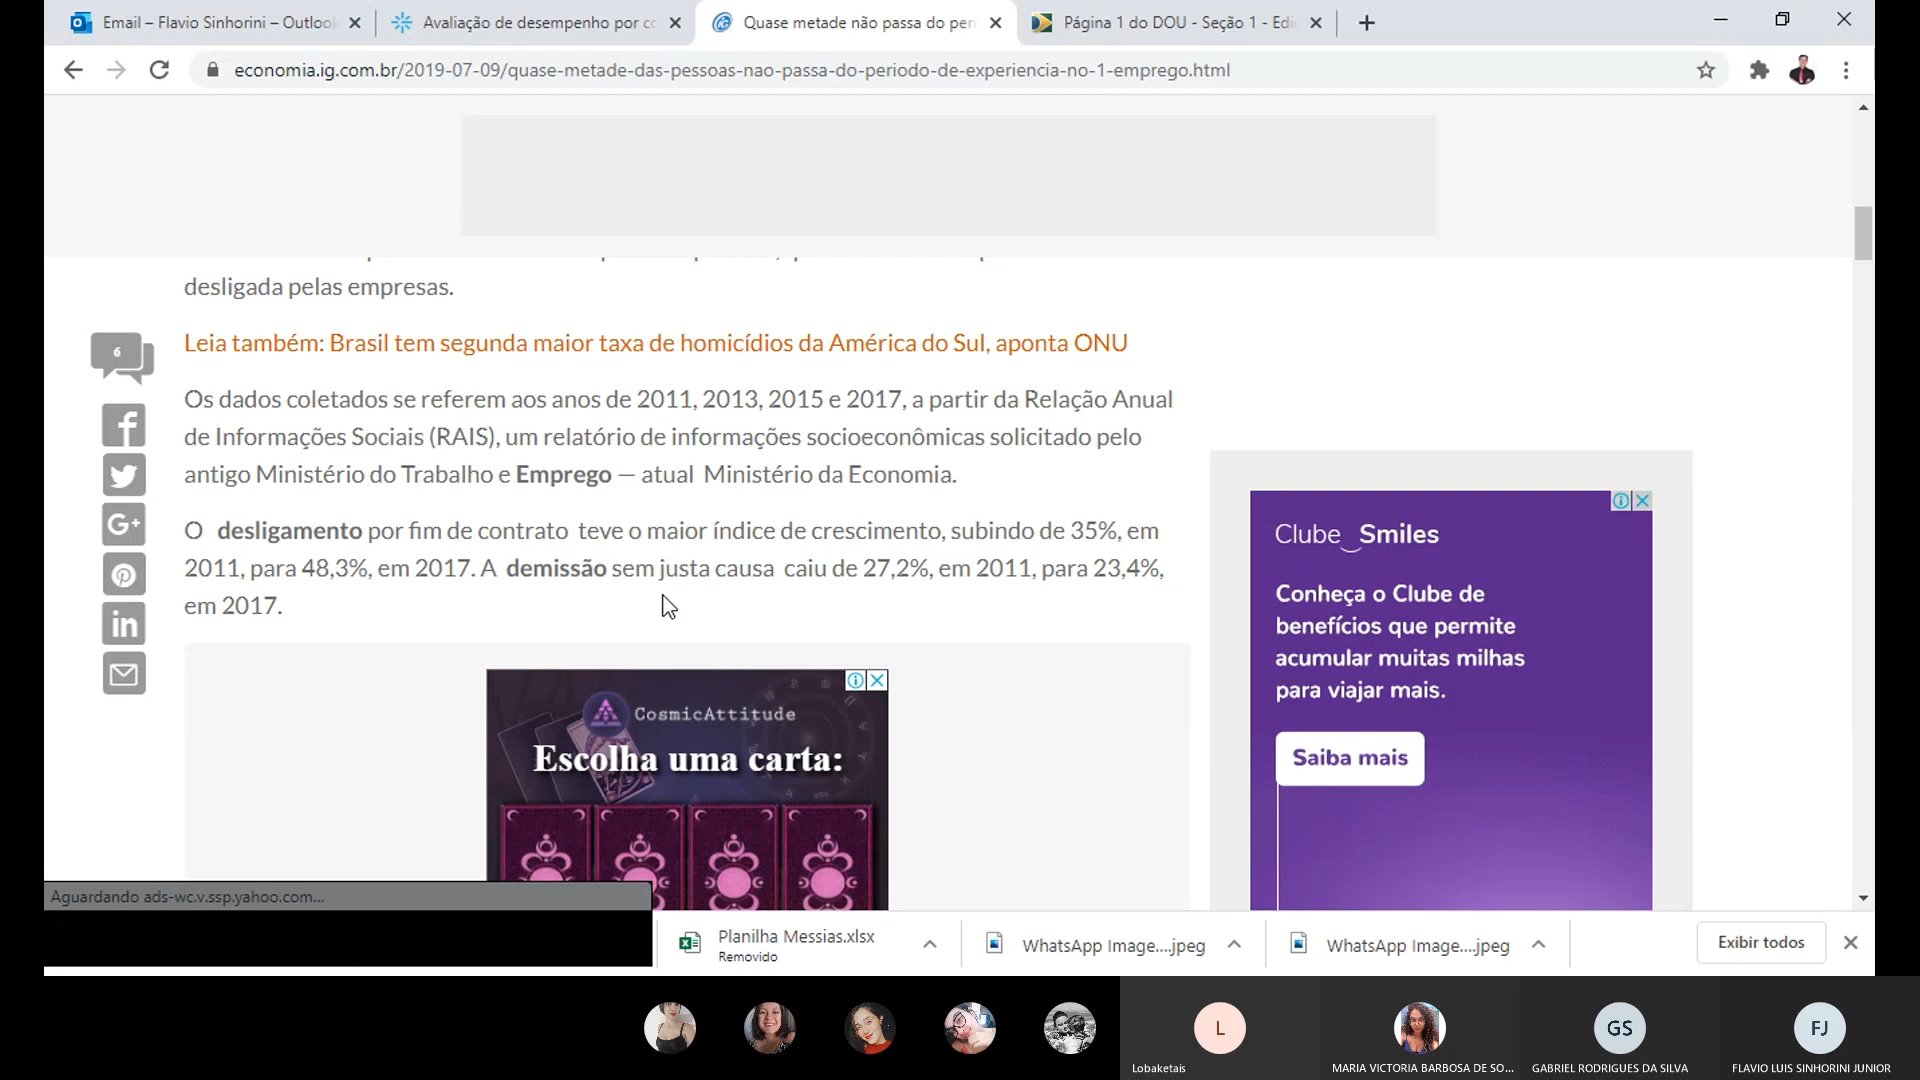 Email – Flavio Sinhorini – Outlook
Avaliação de desempenho por co
Quase metade não passa do peri
Página 1 do DOU - Seção 1 - Edi
economia.ig.com.br/2019-07-09/quase-metade-das-pessoas-nao-passa-do-periodo-de-experiencia-no-1-emprego.html
desligada pelas empresas.
Leia também: Brasil tem segunda maior taxa de homicídios da América do Sul, aponta ONU
6
Os dados coletados se referem aos anos de 2011, 2013, 2015 e 2017, a partir da Relação Anual
de Informações Sociais (RAIS), um relatório de informações socioeconômicas solicitado pelo
antigo Ministério do Trabalho e Emprego — atual Ministério da Economia.
O desligamento por fim de contrato teve o maior índice de crescimento, subindo de 35%, em
2011, para 48,3%, em 2017. A demissão sem justa causa caiu de 27,2%, em 2011, para 23,4%,
em 2017.
CosmicAttitude
Escolha uma carta:
Clube Smiles
Conheça o Clube de
benefícios que permite
acumular muitas milhas
para viajar mais.
Saiba mais
Aguardando ads-wc.v.ssp.yahoo.com...
Planilha Messias.xlsx
Removido
WhatsApp Image....jpeg
WhatsApp Image....jpeg
Exibir todos
L
GS
FJ
Lobaketais
MARIA VICTORIA BARBOSA DE SO...
GABRIEL RODRIGUES DA SILVA
FLAVIO LUIS SINHORINI JUNIOR